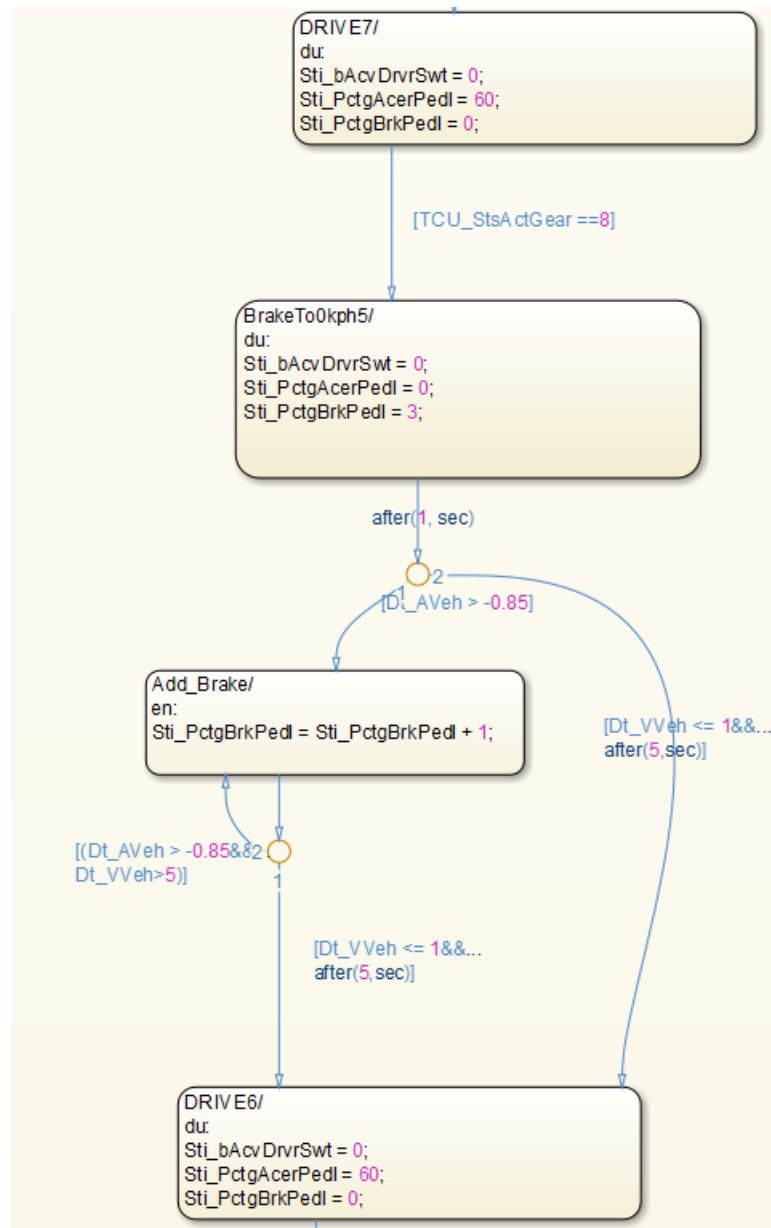 DRIVE7/
du:
Sti_bAcvDrvrSwt = 0;
Sti_PctgAcerPedl = 60;
Sti_PctgBrkPedl = 0;
[TCU_StsActGear ==8]
BrakeTo0kph5/
du:
Sti_bAcvDrvrSwt = 0;
Sti_PctgAcerPedl = 0;
Sti_PctgBrkPedl = 3;
after(1, sec)
2
1
[Dt_AVeh > -0.85]
Add_Brake/
en:
Sti_PctgBrkPedl = Sti_PctgBrkPedl + 1;
[Dt_VVeh <= 1&&...
after(5,sec)]
[(Dt_AVeh > -0.85&&
Dt_VVeh>5)]
2
1
[Dt_VVeh <= 1&&...
after(5,sec)]
DRIVE6/
du:
Sti_bAcvDrvrSwt = 0;
Sti_PctgAcerPedl = 60;
Sti_PctgBrkPedl = 0;